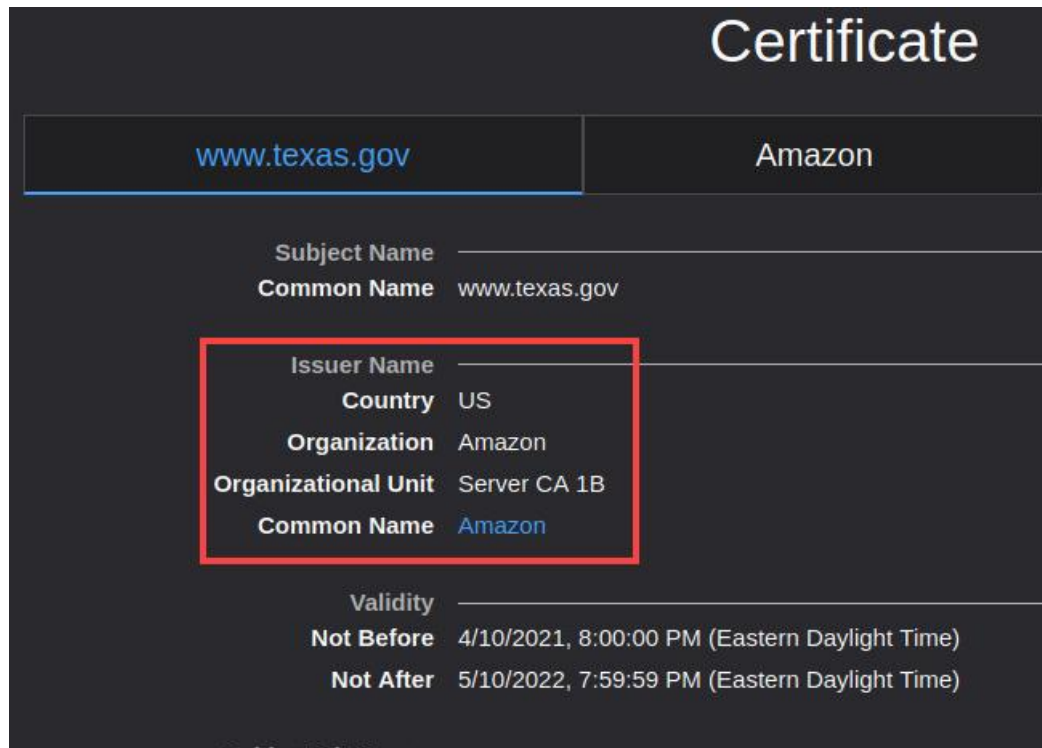 Certificate
www.texas.gov Amazon
Subject Name
Common Name www.texas.gov
Issuer Name
Country US
Organization Amazon
Organizational Unit Server CA 1B
Common Name Amazon
Validity
Not Before 4/10/2021, 8:00:00 PM (Eastern Daylight Time)
Not After 5/10/2022, 7:59:59 PM (Eastern Daylight Time)